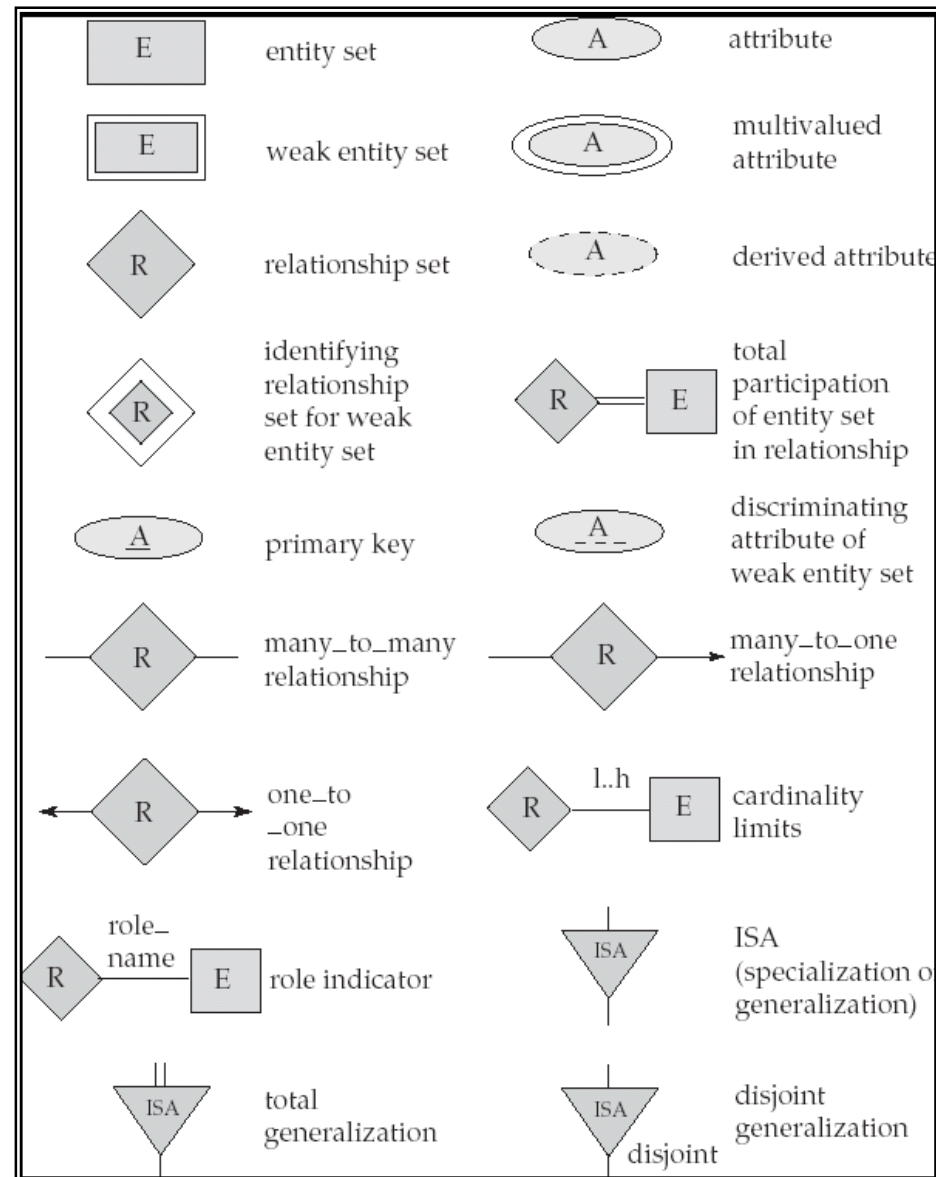 E
entity set
A
attribute
E
weak entity set
A
multivalued
attribute
R
relationship set
A
derived attribute
R
identifying
relationship
set for weak
entity set
R
E
total
participation
of entity set
in relationship
A
primary key
A
discriminating
attribute of
weak entity set
R
many_to_many
relationship
R
many_to_one
relationship
R
one_to
_one
relationship
R
l..h
E
cardinality
limits
R
role_
name
E
role indicator
ISA
ISA
(specialization o
generalization)
ISA
total
generalization
ISA
disjoint
disjoint
generalization